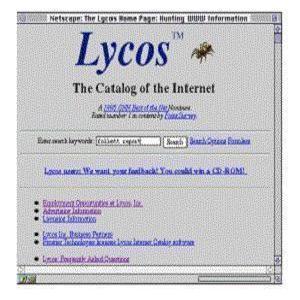 Netscape: The Lycos Home Page: Hunting WWW Information
Lycos™
The Catalog of the Internet
A 1995 GNN Best of the Net Nominee.
Rated number 1 in content by PointSurvey.
Enter search keywords: follett report Search Search Options Formless
Lycos users: We want your feedback! You could win a CD-ROM!
Employment Opportunities at Lycos, Inc.
Advertising Information
Licensing Information
Lycos Inc. Business Partners
Frontier Technologies licenses Lycos Internet Catalog software
Lycos: Frequently Asked Questions